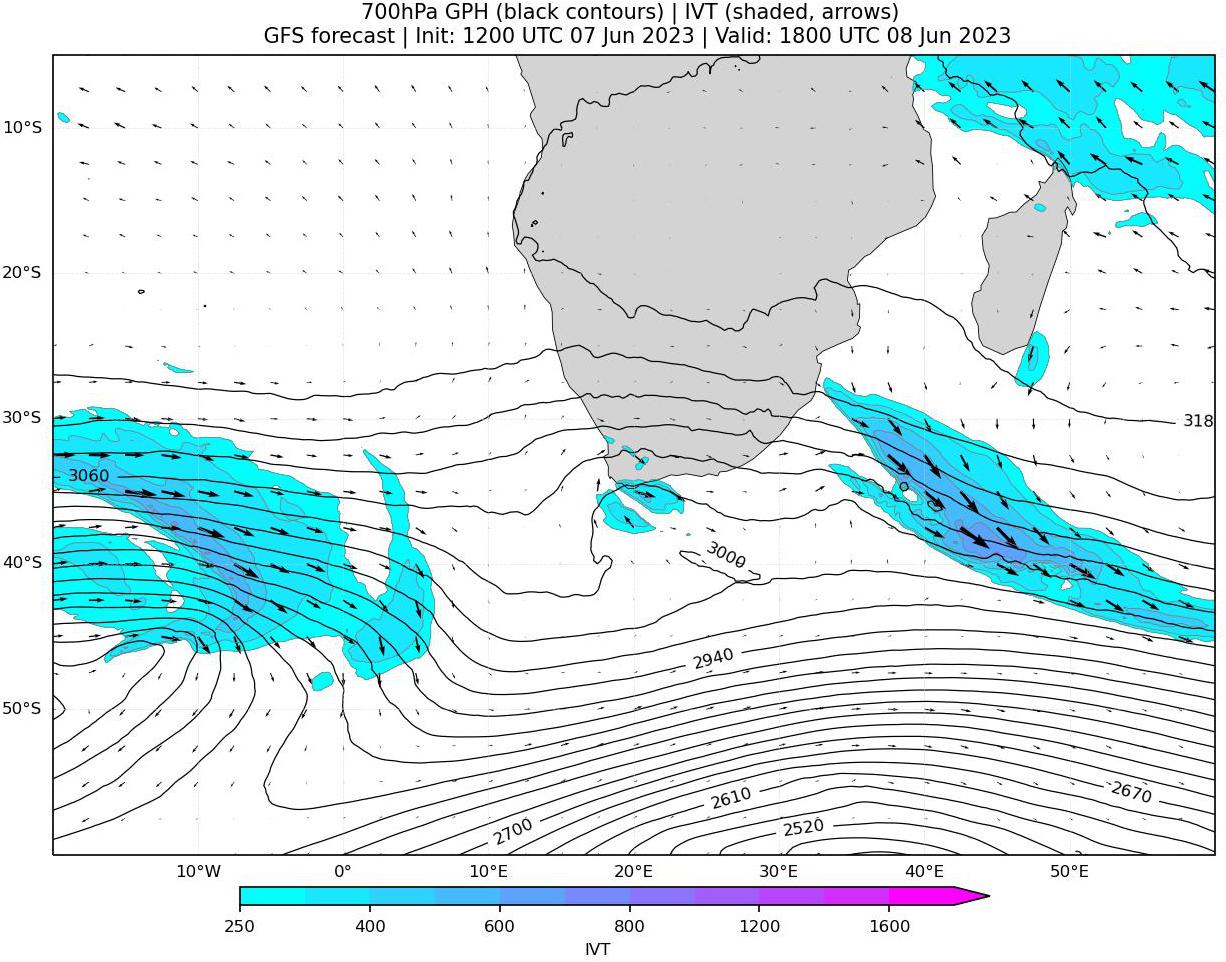 700hPa GPH (black contours) | IVT (shaded, arrows)
GFS forecast | Init: 1200 UTC 07 Jun 2023 | Valid: 1800 UTC 08 Jun 2023
10°S
20°S
30°S
318
3060
40°S
3000
2940
50°S
2670
2610
2700
2520
10°W 0° 10°E 20°E 30°E 40°E 50°E
250 400 600 800 1200 1600
IVT